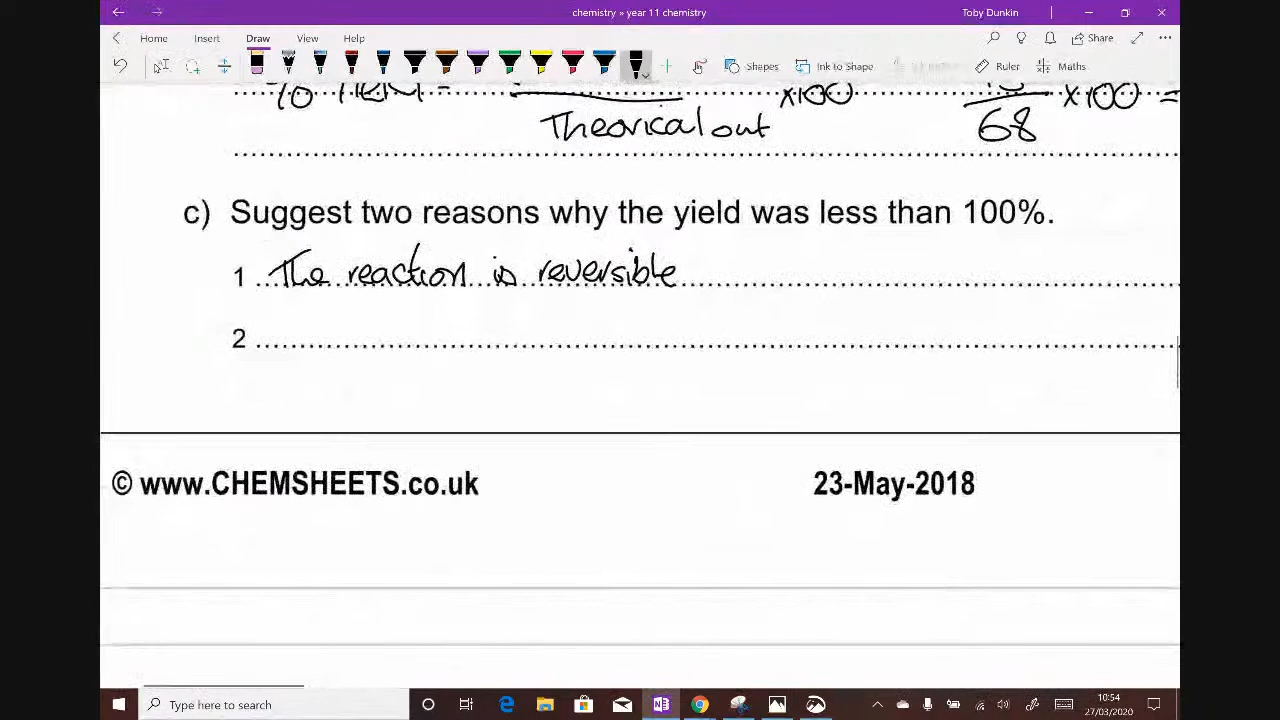 chemistry » year 11 chemistry
Toby Dunkin
Home Insert Draw View Help
Share
Shapes
Ink to Shape
Ruler
Maths
% ×100 ×100 =
Theorical out 68
c) Suggest two reasons why the yield was less than 100%.
1 The reaction is reversible
2
© www.CHEMSHEETS.co.uk 23-May-2018
Type here to search
10:54
27/03/2020